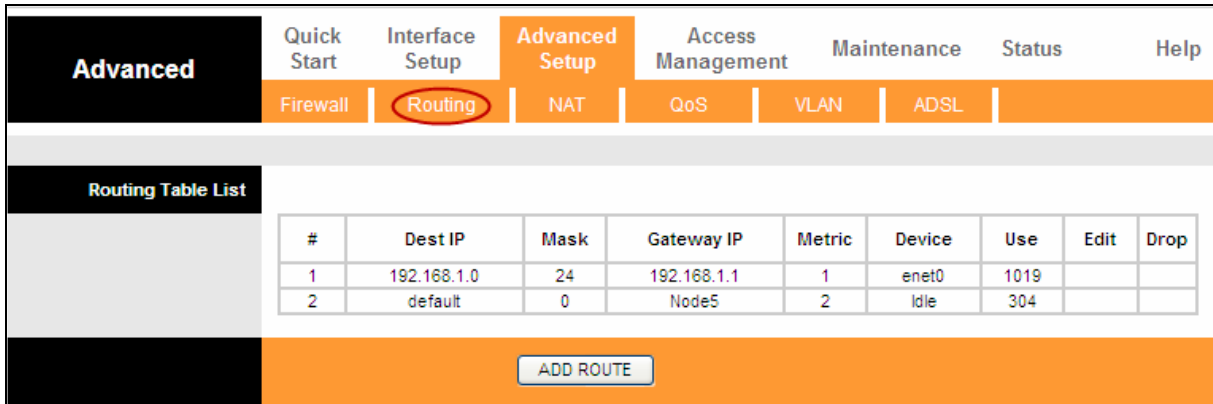 Advanced
Quick Start
Interface Setup
Advanced Setup
Access Management
Maintenance
Status
Help
Firewall
Routing
NAT
QoS
VLAN
ADSL
Routing Table List
# Dest IP Mask Gateway IP Metric Device Use Edit Drop
1 192.168.1.0 24 192.168.1.1 1 enet0 1019
2 default 0 Node5 2 Idle 304
ADD ROUTE